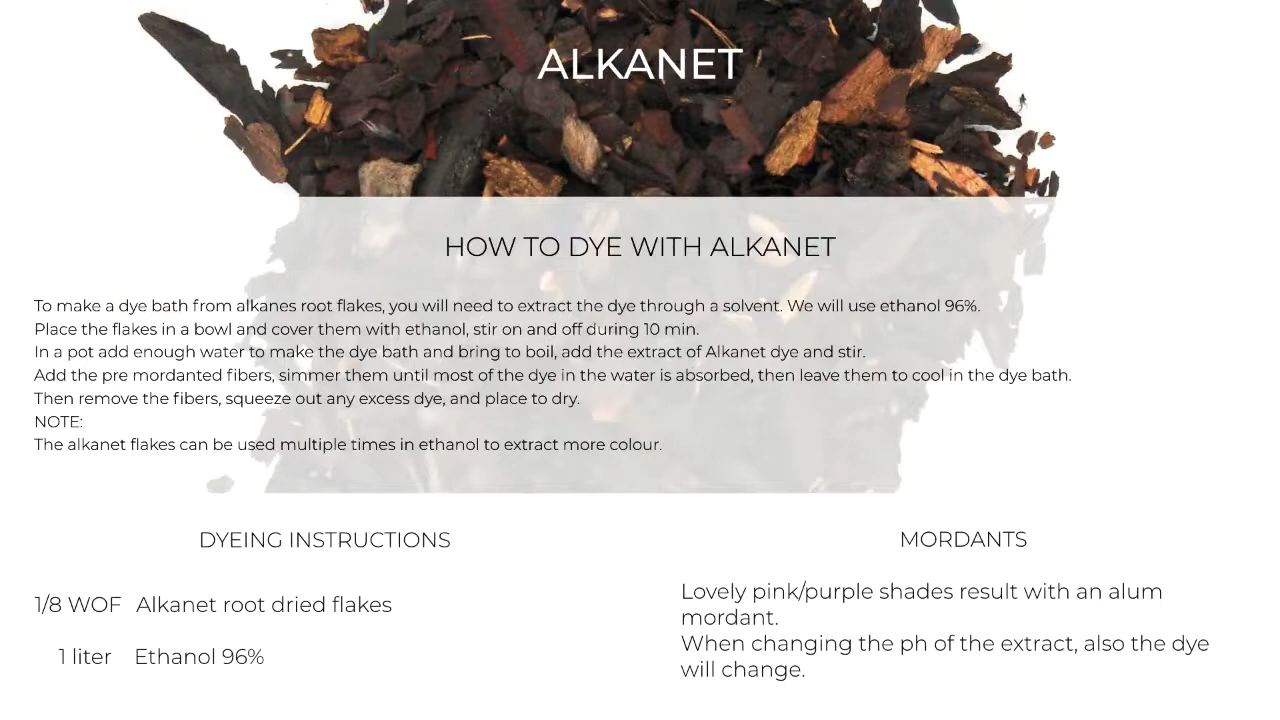 ALKANET
HOW TO DYE WITH ALKANET
To make a dye bath from alkanes root flakes, you will need to extract the dye through a solvent. We will use ethanol 96%.
Place the flakes in a bowl and cover them with ethanol, stir on and off during 10 min.
In a pot add enough water to make the dye bath and bring to boil, add the extract of Alkanet dye and stir.
Add the pre mordanted fibers, simmer them until most of the dye in the water is absorbed, then leave them to cool in the dye bath.
Then remove the fibers, squeeze out any excess dye, and place to dry.
NOTE:
The alkanet flakes can be used multiple times in ethanol to extract more colour.
DYEING INSTRUCTIONS
1/8 WOF Alkanet root dried flakes
1 liter Ethanol 96%
MORDANTS
Lovely pink/purple shades result with an alum
mordant.
When changing the ph of the extract, also the dye
will change.